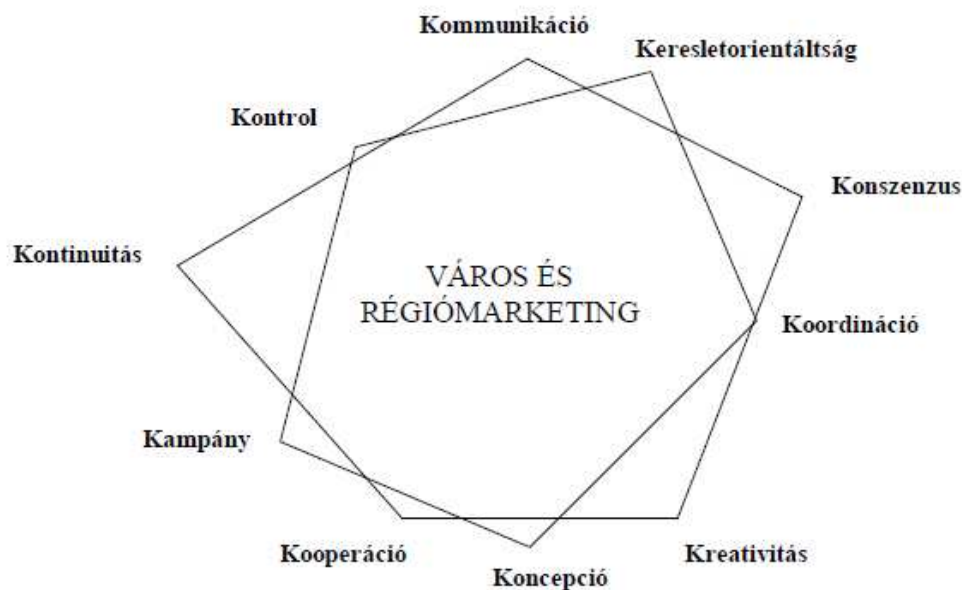 Kommunikáció
Keresletorientáltság
Kontrol
Konszenzus
Kontinuitás
VÁROS ÉS
RÉGIÓMARKETING
Koordináció
Kampány
Kooperáció
Kreativitás
Koncepció